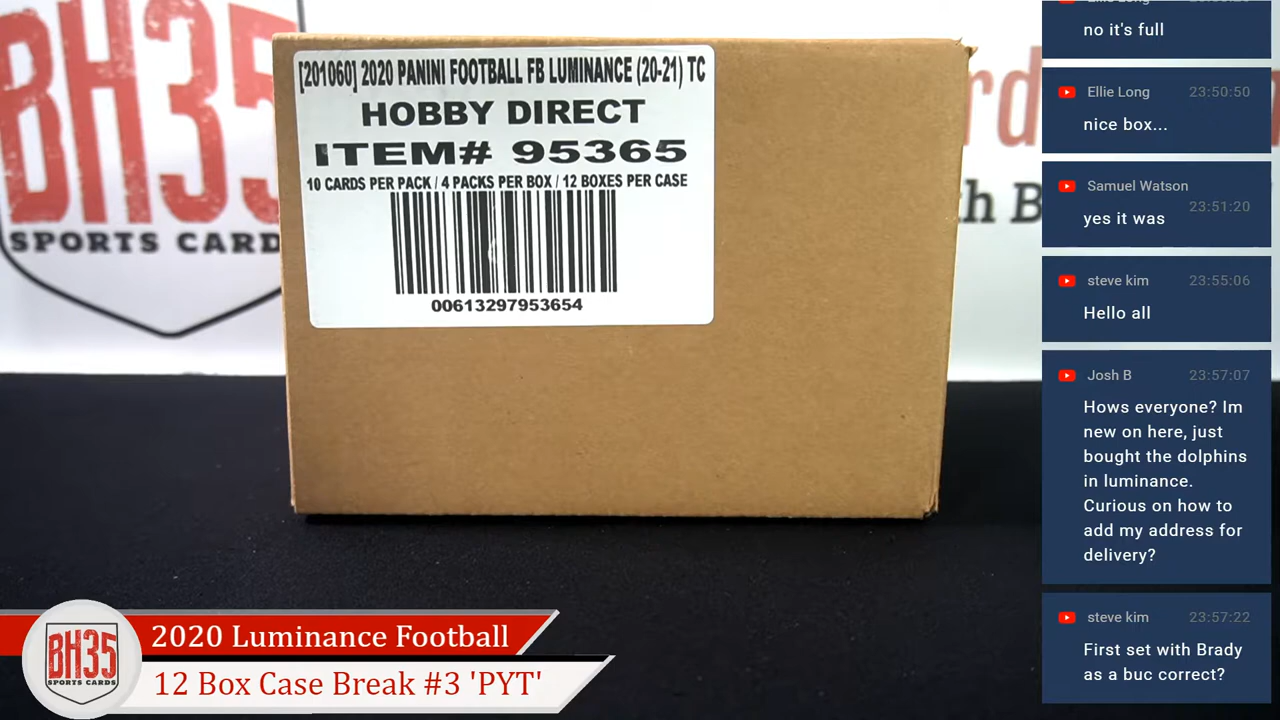 BH35
SPORTS CARDS
[201060] 2020 PANINI FOOTBALL FB LUMINANCE (20-21) TC
HOBBY DIRECT
ITEM# 95365
10 CARDS PER PACK / 4 PACKS PER BOX / 12 BOXES PER CASE
00613297953654
no it's full
Ellie Long 23:50:50
nice box...
Samuel Watson
23:51:20
yes it was
steve kim 23:55:06
Hello all
Josh B 23:57:07
Hows everyone? Im
new on here, just
bought the dolphins
in luminance.
Curious on how to
add my address for
delivery?
steve kim 23:57:22
First set with Brady
as a buc correct?
BH35
SPORTS CARDS
2020 Luminance Football
12 Box Case Break #3 'PYT'